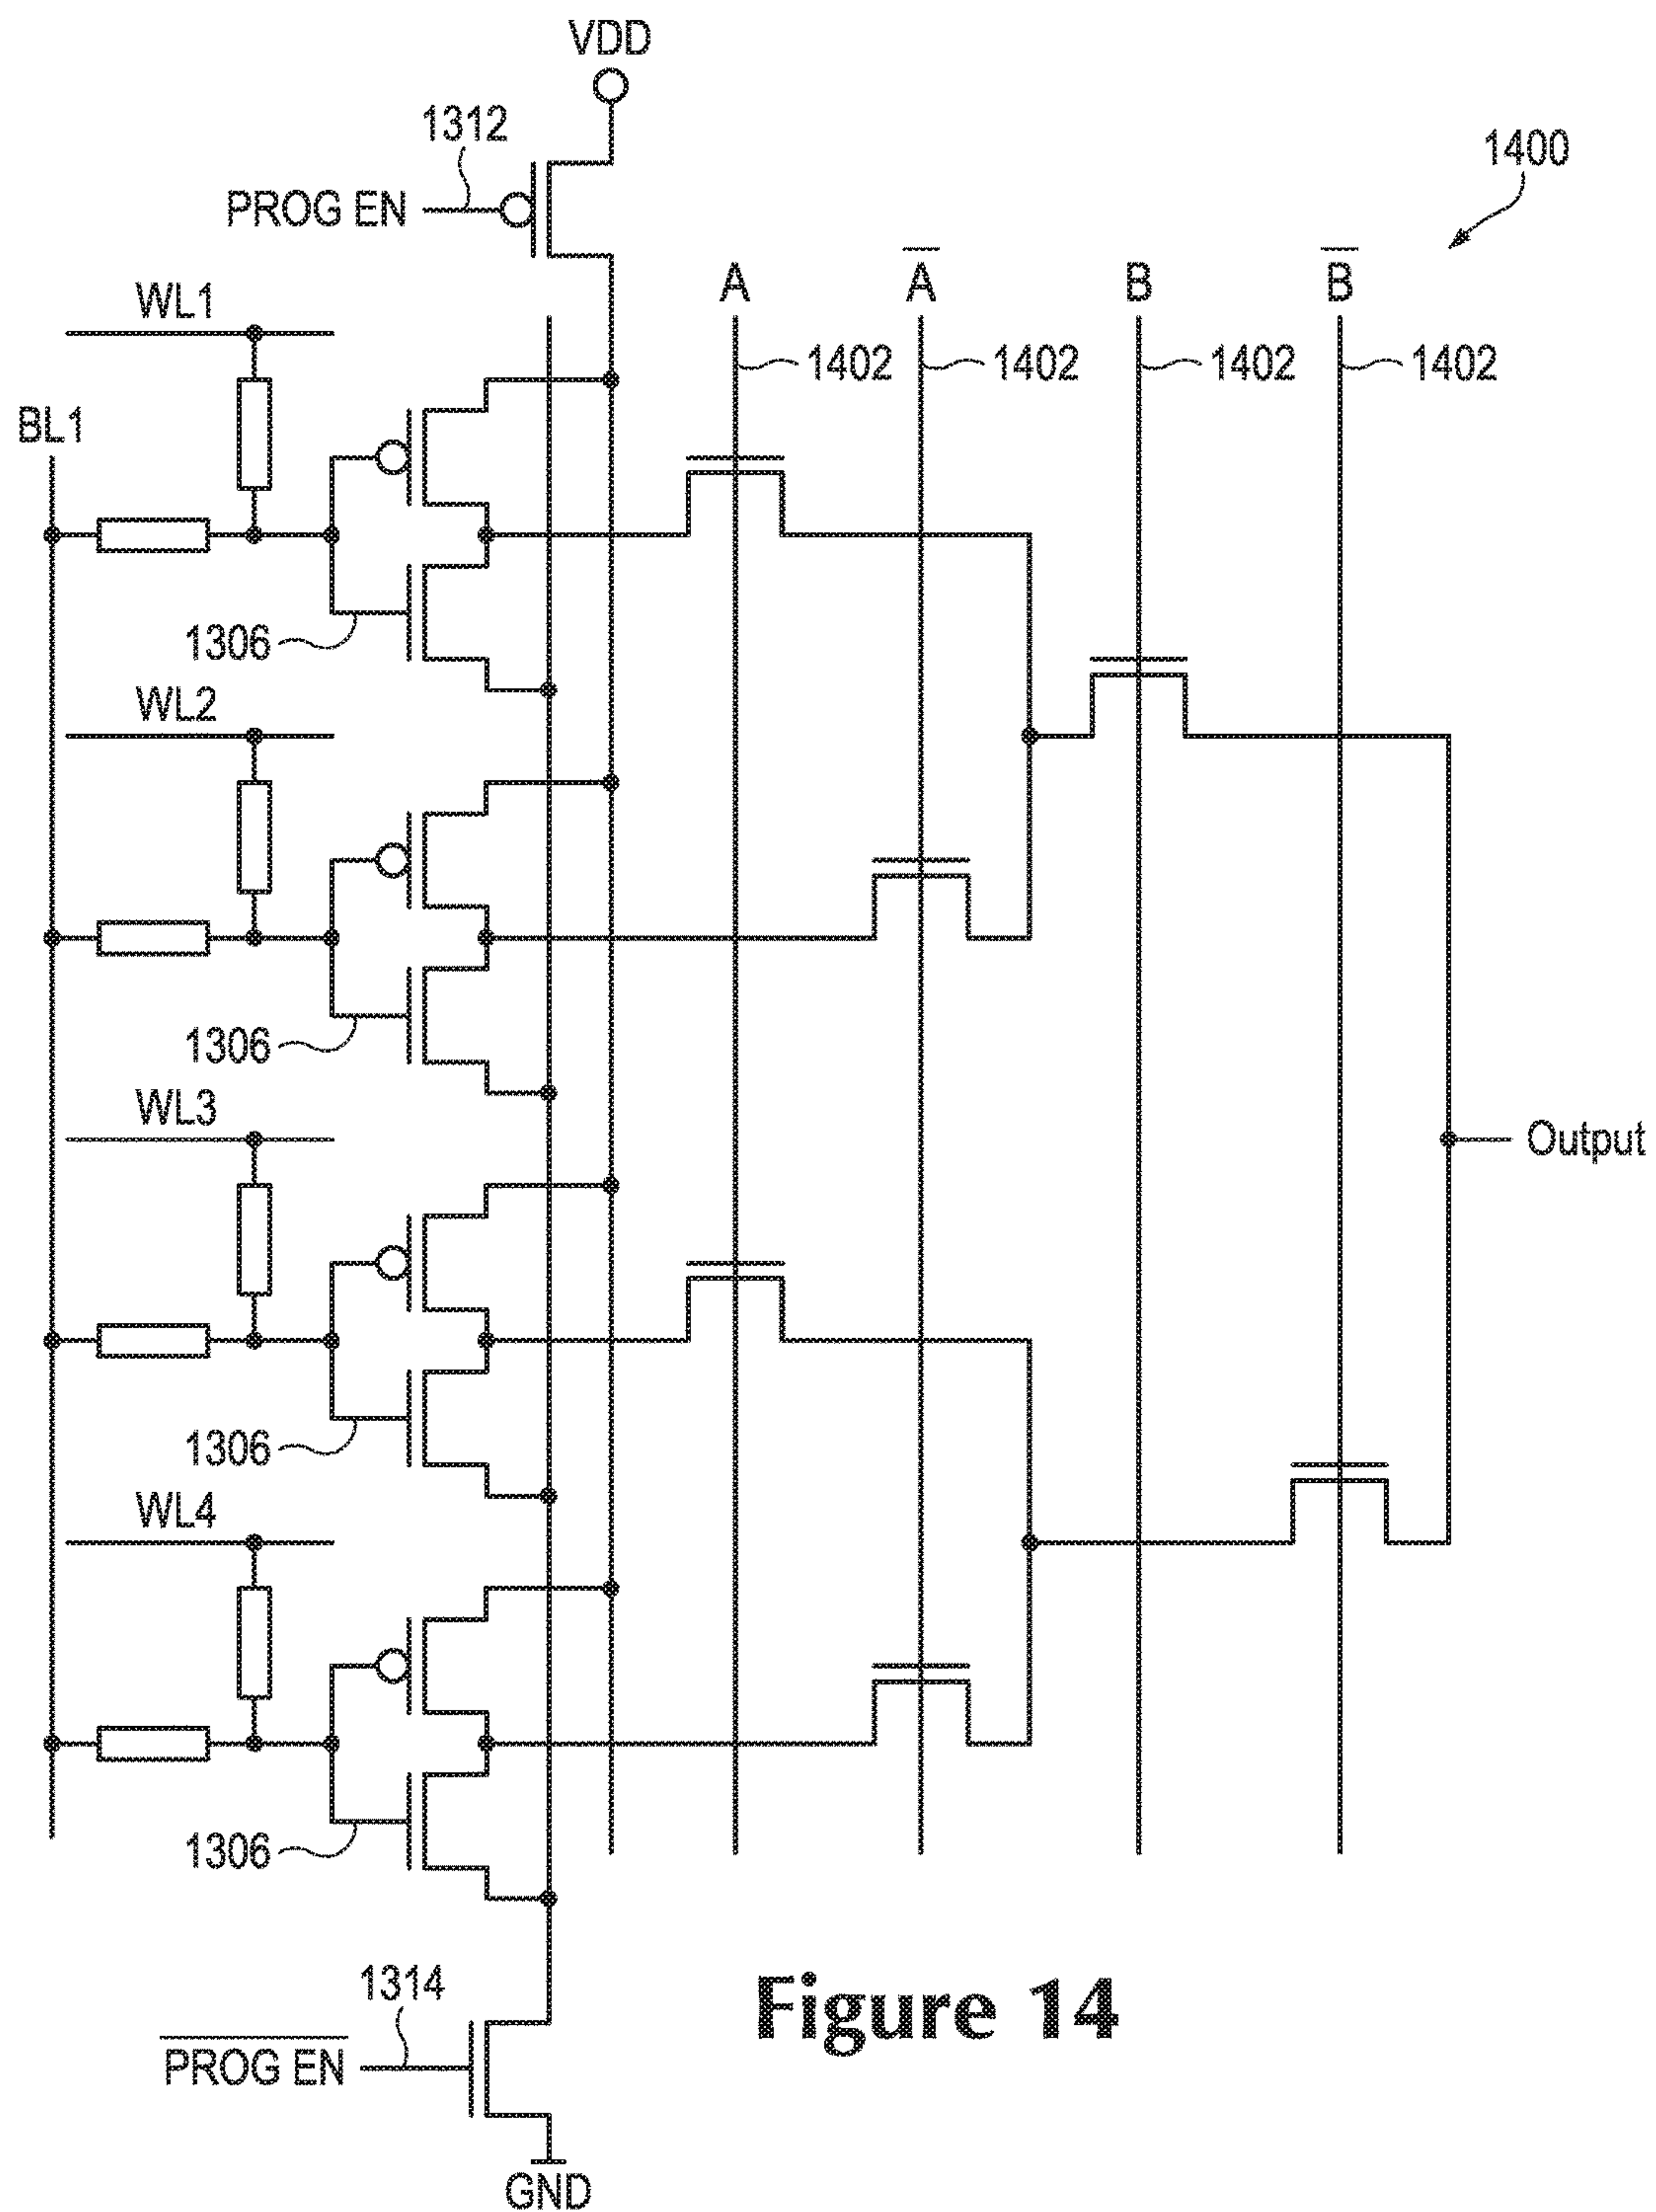 VDD
1312
PROG EN
1400
A
A̅
B
B̅
WL1
1402
1402
1402
1402
BL1
1306
WL2
1306
WL3
Output
1306
WL4
1306
1314
PROG EN
Figure 14
GND